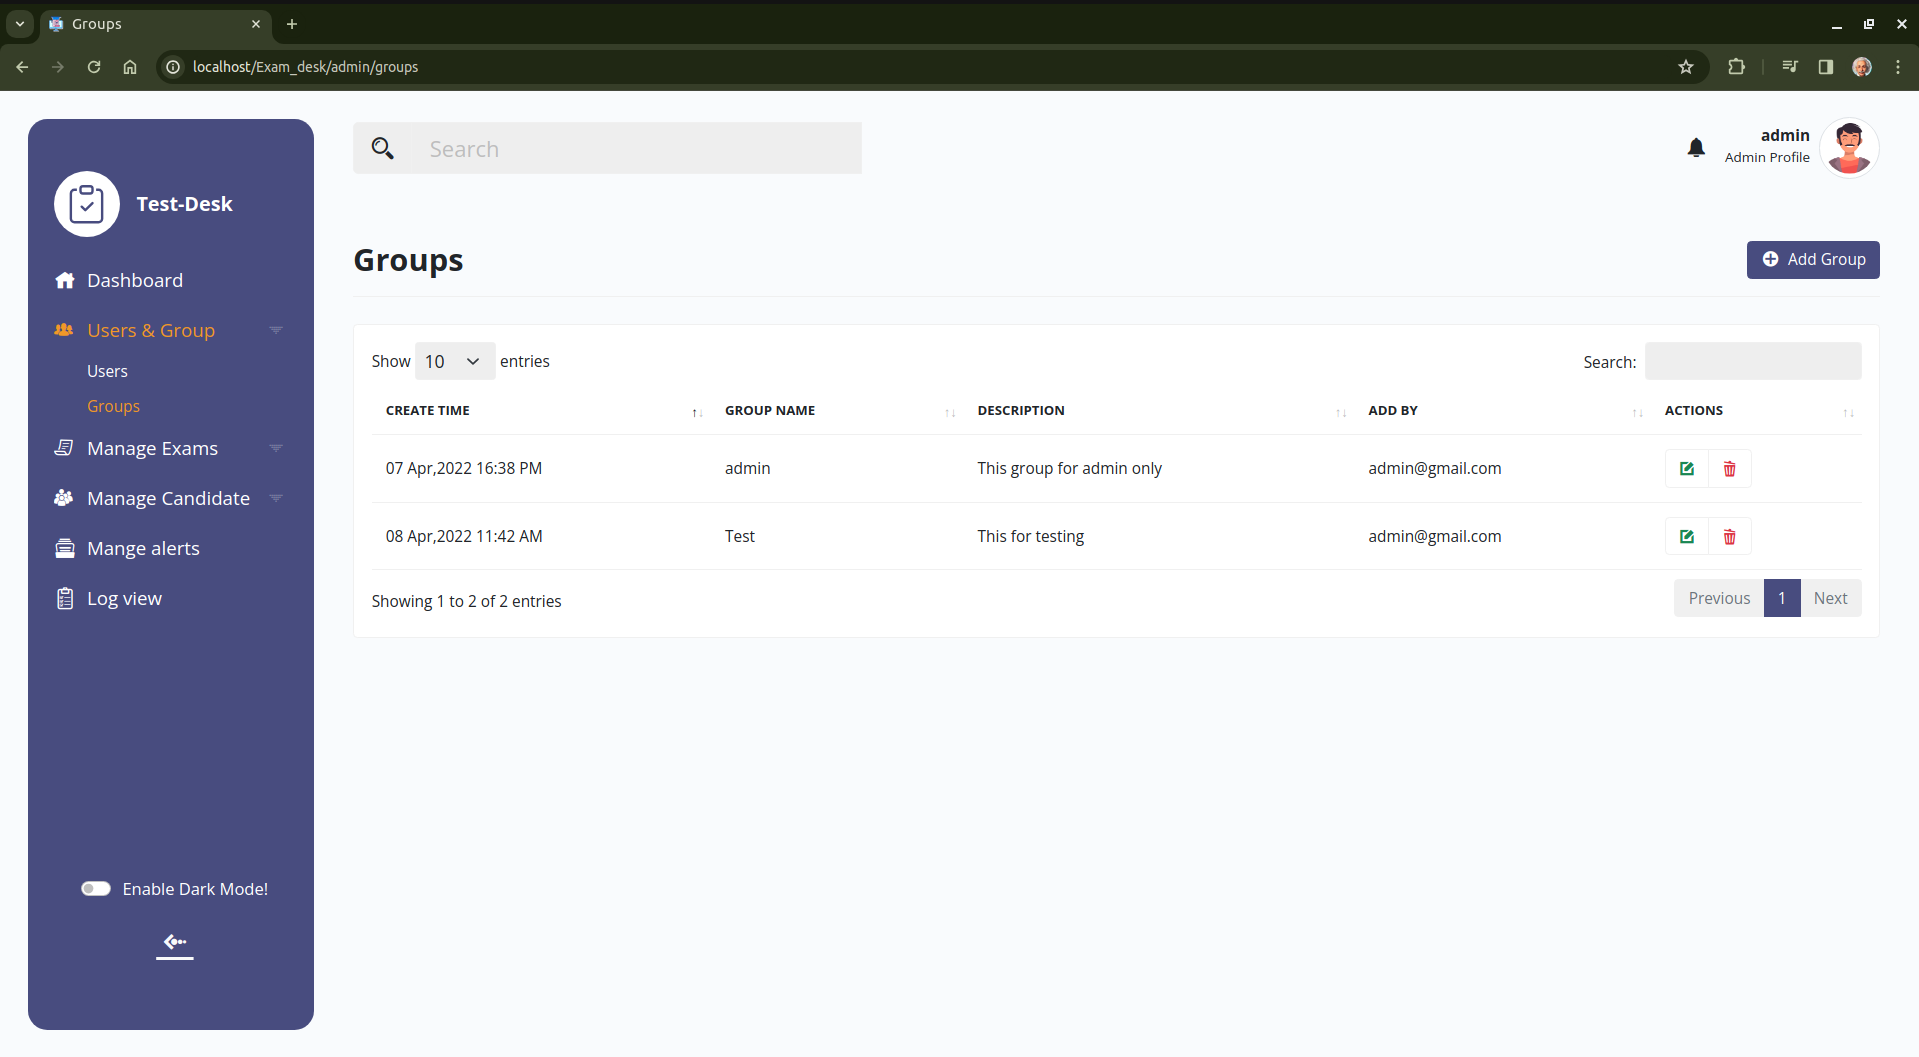 Groups
localhost/Exam_desk/admin/groups
Test-Desk
Dashboard
Users & Group
Users
Groups
Manage Exams
Manage Candidate
Mange alerts
Log view
Enable Dark Mode!
Search
admin
Admin Profile
Groups
Add Group
Show 10 entries
Search:
CREATE TIME GROUP NAME DESCRIPTION ADD BY ACTIONS
07 Apr,2022 16:38 PM admin This group for admin only admin@gmail.com
08 Apr,2022 11:42 AM Test This for testing admin@gmail.com
Showing 1 to 2 of 2 entries
Previous 1 Next